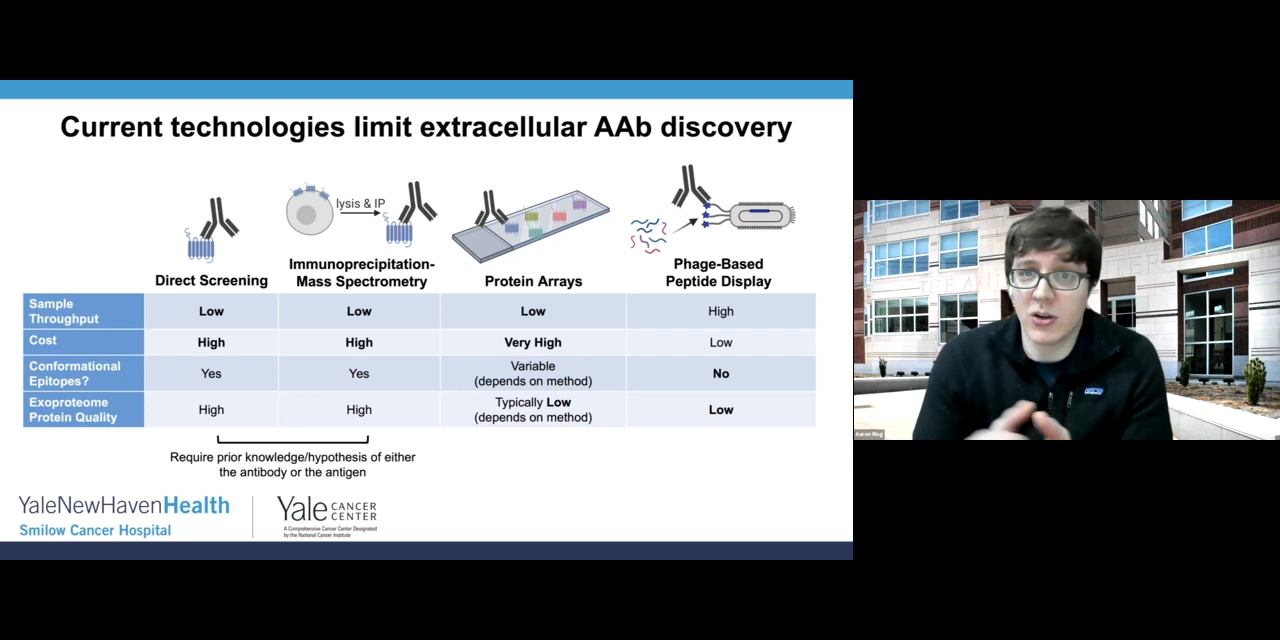 Current technologies limit extracellular AAb discovery
lysis & IP
Direct Screening
Immunoprecipitation-
Mass Spectrometry
Protein Arrays
Phage-Based
Peptide Display
Sample
Throughput
Low
Low
Low
High
Cost
High
High
Very High
Low
Conformational
Epitopes?
Yes
Yes
Variable
(depends on method)
No
Exoproteome
Protein Quality
High
High
Typically Low
(depends on method)
Low
Require prior knowledge/hypothesis of either
the antibody or the antigen
YaleNewHavenHealth
Smilow Cancer Hospital
Yale CANCER
CENTER
A Comprehensive Cancer Center Designated
by the National Cancer Institute
Aaron Ring